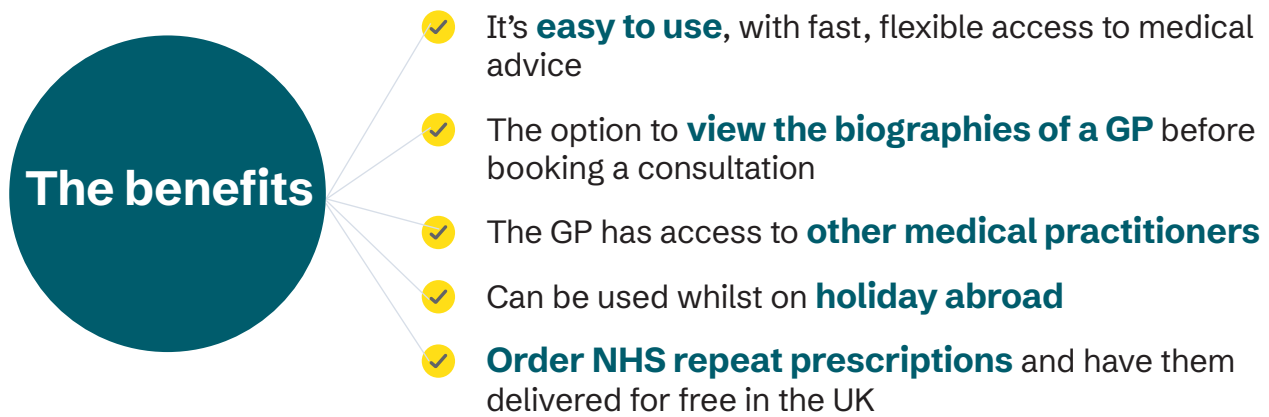 The benefits
It’s easy to use, with fast, flexible access to medical
advice
The option to view the biographies of a GP before
booking a consultation
The GP has access to other medical practitioners
Can be used whilst on holiday abroad
Order NHS repeat prescriptions and have them
delivered for free in the UK